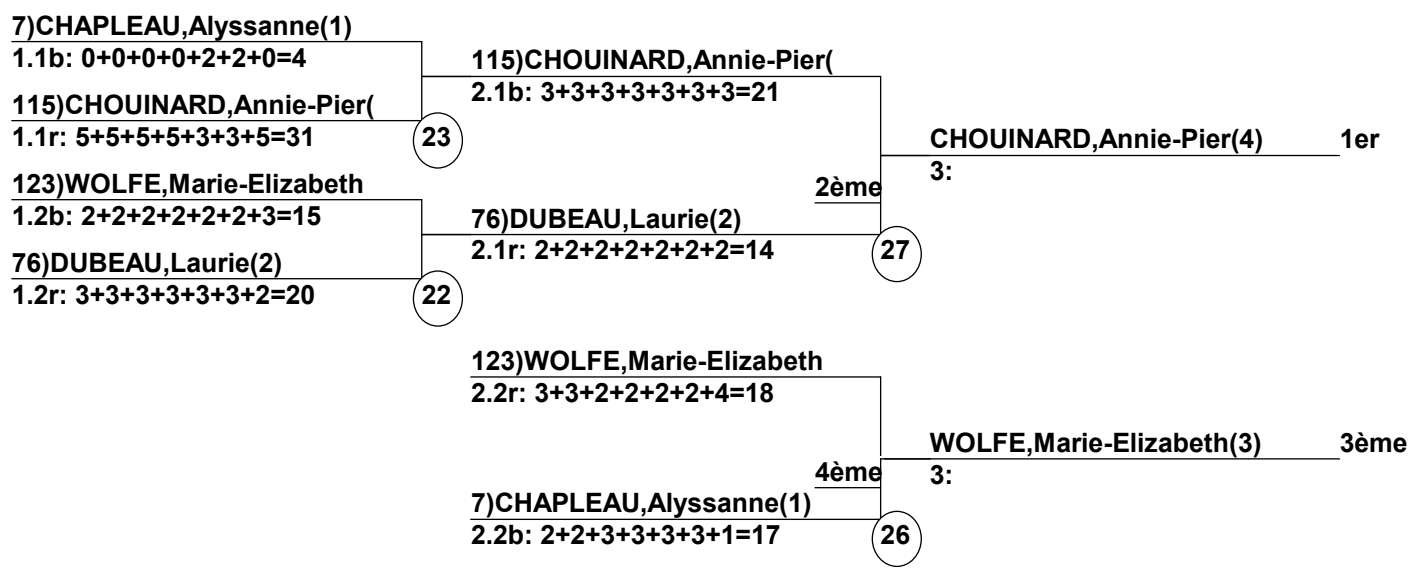 7)CHAPLEAU,Alyssanne(1)
1.1b: 0+0+0+0+2+2+0=4
115)CHOUINARD,Annie-Pier(
1.1r: 5+5+5+5+3+3+5=31
23
123)WOLFE,Marie-Elizabeth
1.2b: 2+2+2+2+2+2+3=15
76)DUBEAU,Laurie(2)
1.2r: 3+3+3+3+3+3+2=20
22
115)CHOUINARD,Annie-Pier(
2.1b: 3+3+3+3+3+3+3=21
2ème
76)DUBEAU,Laurie(2)
2.1r: 2+2+2+2+2+2+2=14
27
CHOUINARD,Annie-Pier(4) 1er
3:
123)WOLFE,Marie-Elizabeth
2.2r: 3+3+2+2+2+2+4=18
4ème
7)CHAPLEAU,Alyssanne(1)
2.2b: 2+2+3+3+3+3+1=17
26
WOLFE,Marie-Elizabeth(3) 3ème
3: